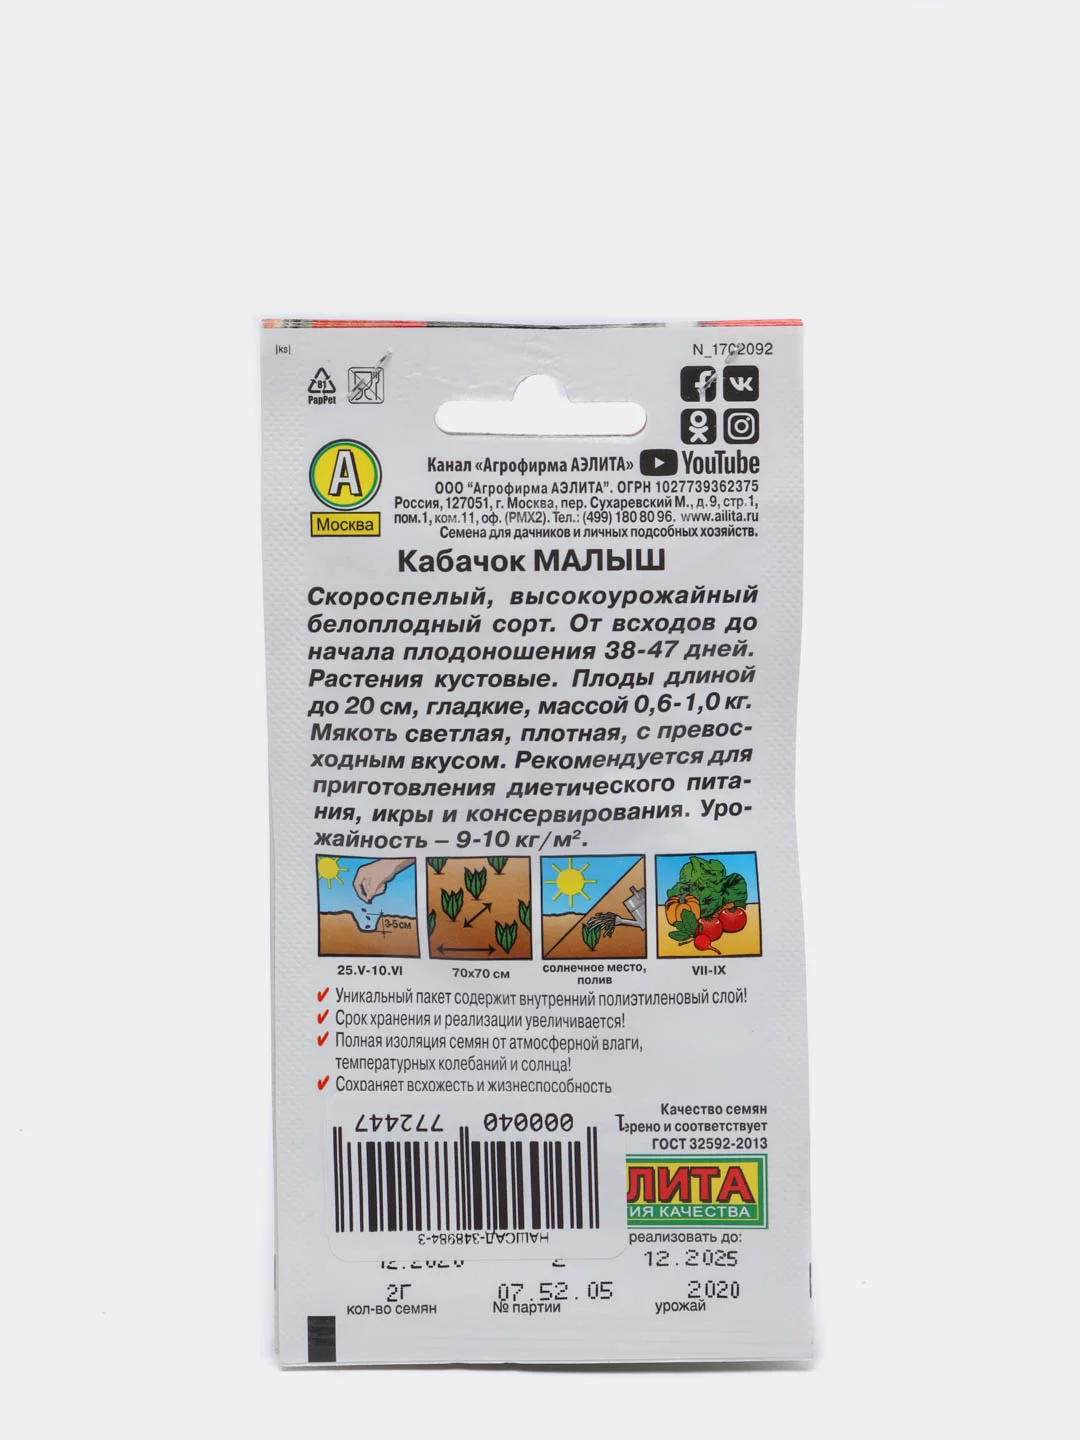 |ks|
N_1702092
81
PapPet
Канал «Агрофирма АЭЛИТА» YouTube
А
Москва
ООО "Агрофирма АЭЛИТА". ОГРН 1027739362375
Россия, 127051, г. Москва, пер. Сухаревский М., д.9, стр.1,
пом.1, ком.11, оф. (РМХ2). Тел.: (499) 180 80 96. www.ailita.ru
Семена для дачников и личных подсобных хозяйств.
Кабачок МАЛЫШ
Скороспелый, высокоурожайный
белоплодный сорт. От всходов до
начала плодоношения 38-47 дней.
Растения кустовые. Плоды длиной
до 20 см, гладкие, массой 0,6-1,0 кг.
Мякоть светлая, плотная, с превос-
ходным вкусом. Рекомендуется для
приготовления диетического пита-
ния, икры и консервирования. Уро-
жайность – 9-10 кг/м².
3-5см
25.V-10.VI
70x70 см
солнечное место,
полив
VII-IX
✓ Уникальный пакет содержит внутренний полиэтиленовый слой!
✓ Срок хранения и реализации увеличивается!
✓ Полная изоляция семян от атмосферной влаги,
температурных колебаний и солнца!
✓ Сохраняет всхожесть и жизнеспособность
Качество семян
ерено и соответствует
ГОСТ 32592-2013
1 000040 772447
НАШСАД-348984-3
ЛИТА
ИЯ КАЧЕСТВА
реализовать до:
12.2025
2Г
07.52.05
2020
кол-во семян
№ партии
урожай